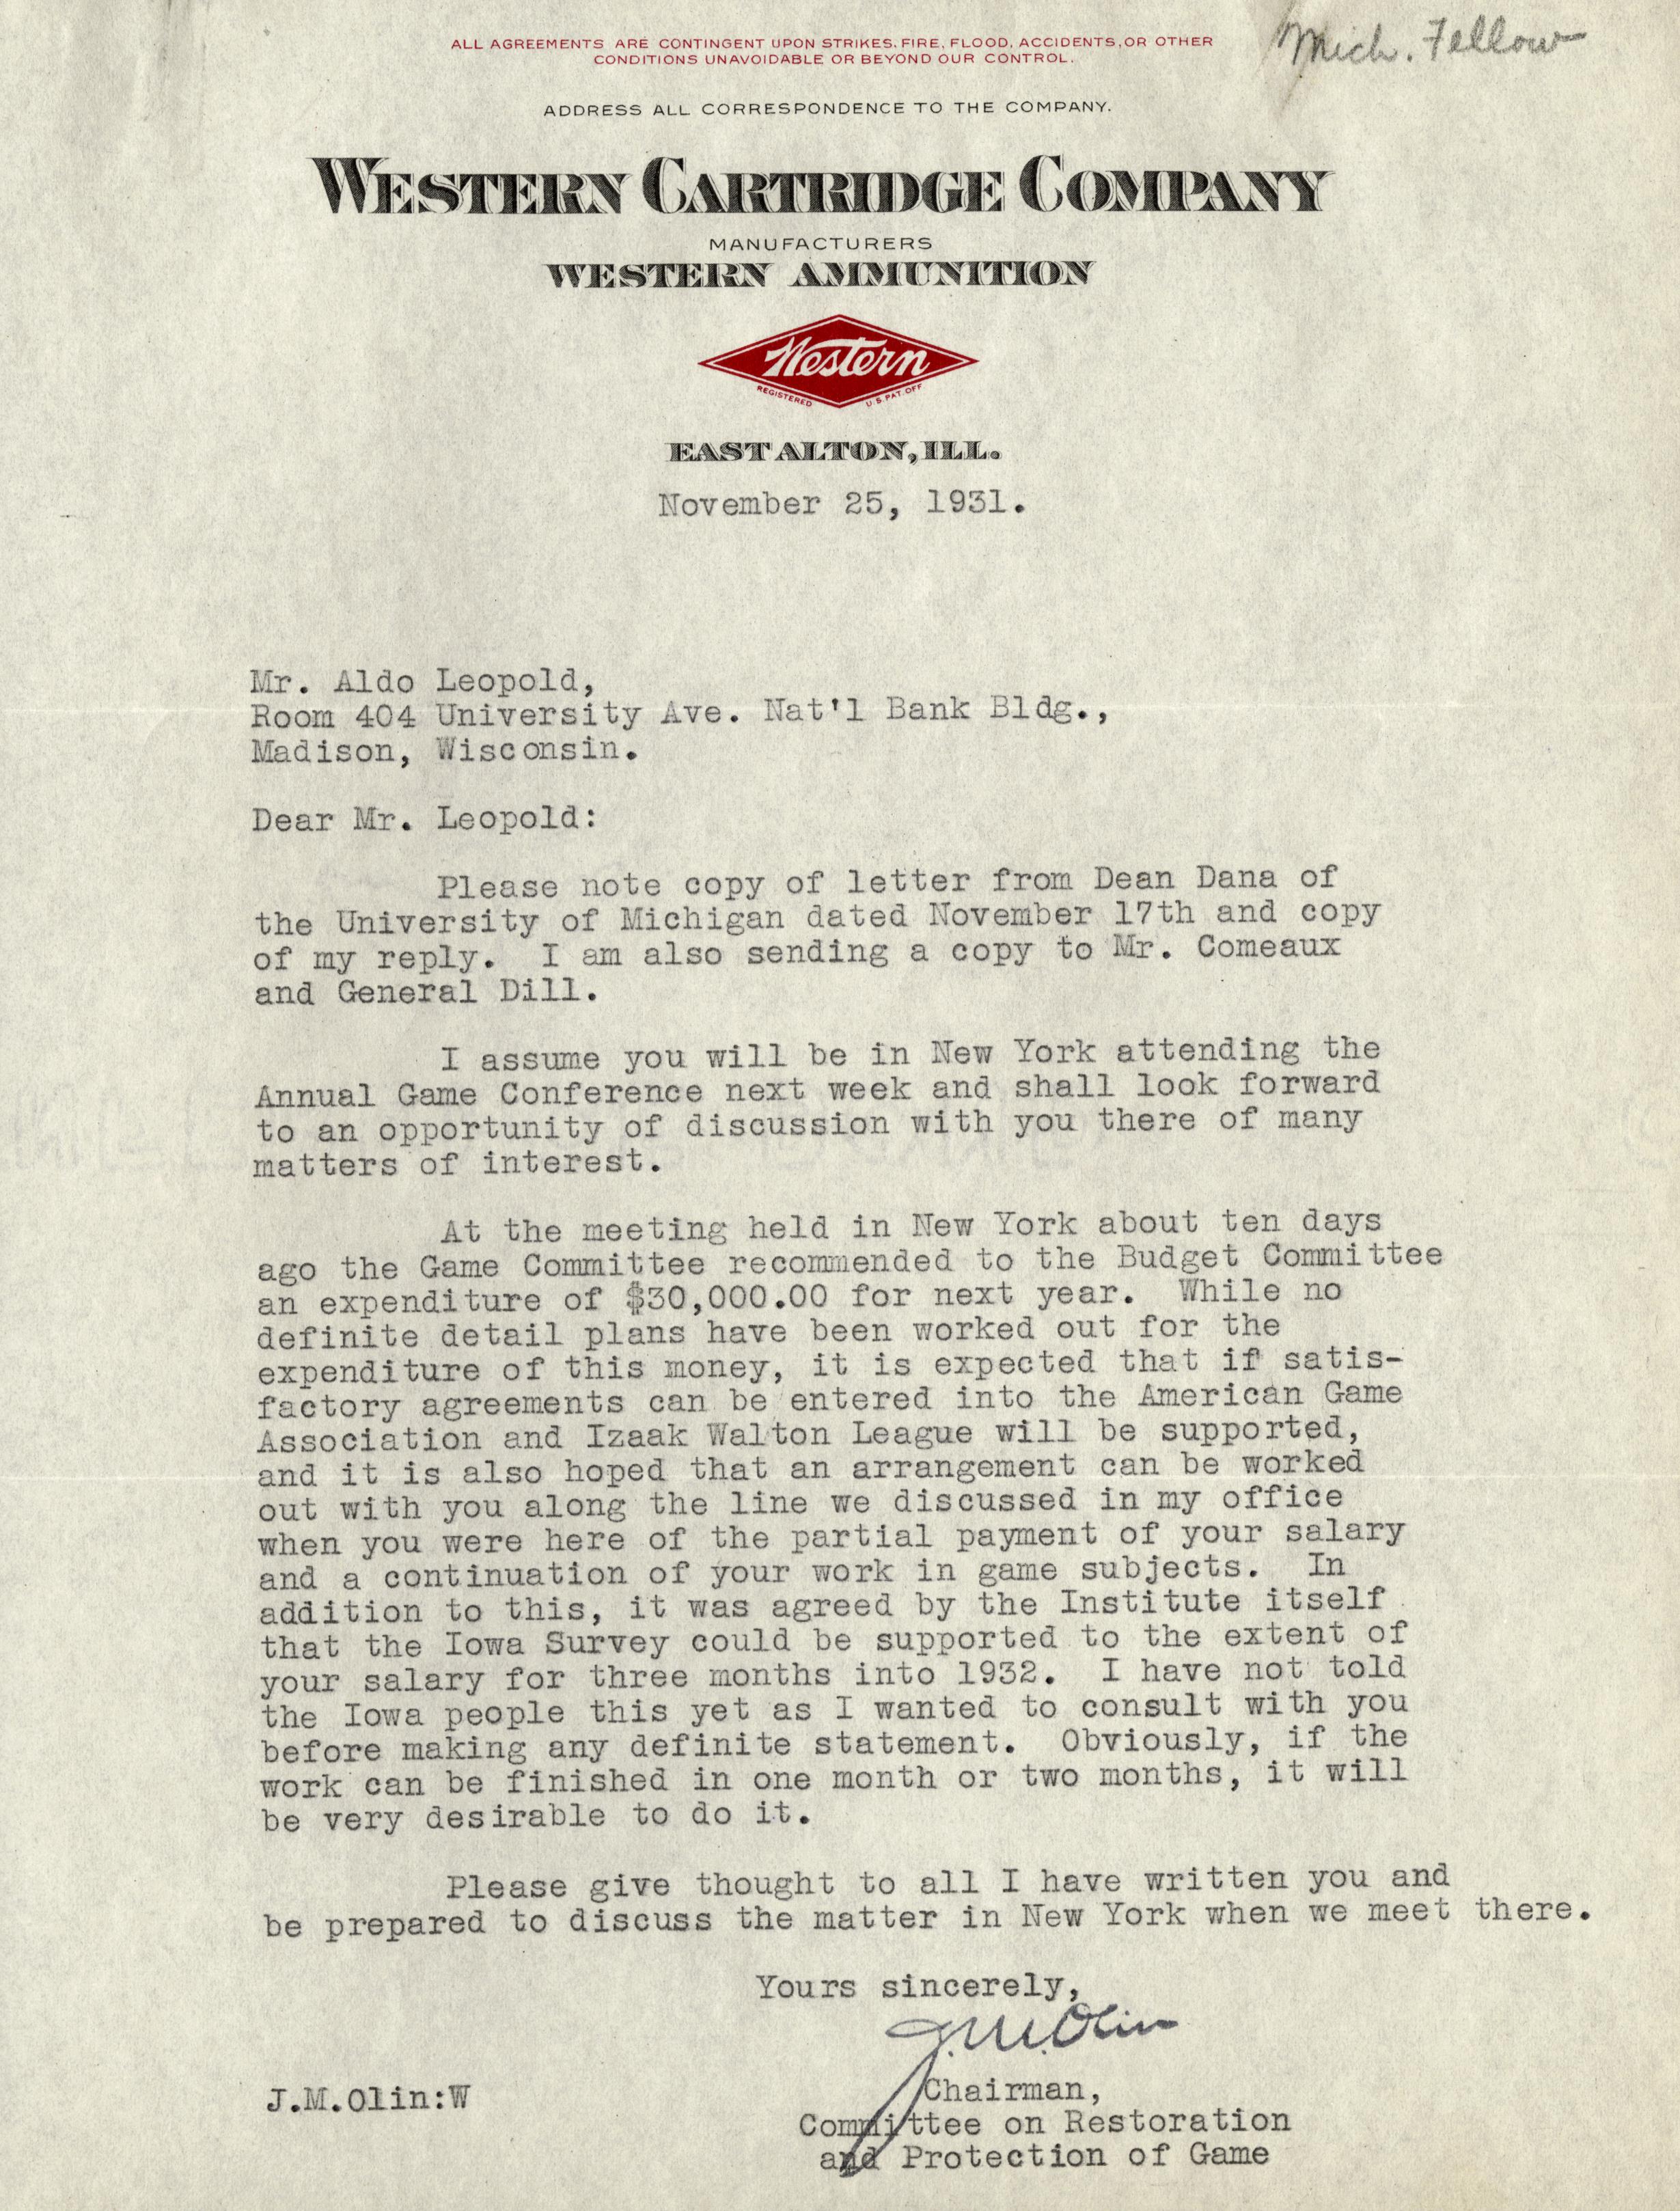 Mich. Fellow
ALL AGREEMENTS ARE CONTINGENT UPON STRIKES, FIRE, FLOOD, ACCIDENTS, OR OTHER
CONDITIONS UNAVOIDABLE OR BEYOND OUR CONTROL.
ADDRESS ALL CORRESPONDENCE TO THE COMPANY.
WESTERN CARTRIDGE COMPANY
MANUFACTURERS
WESTERN AMMUNITION
Western
REGISTERED U.S. PAT. OFF
EAST ALTON, ILL.
November 25, 1931.
Mr. Aldo Leopold,
Room 404 University Ave. Nat'l Bank Bldg.,
Madison, Wisconsin.
Dear Mr. Leopold:
Please note copy of letter from Dean Dana of
the University of Michigan dated November 17th and copy
of my reply. I am also sending a copy to Mr. Comeaux
and General Dill.
I assume you will be in New York attending the
Annual Game Conference next week and shall look forward
to an opportunity of discussion with you there of many
matters of interest.
At the meeting held in New York about ten days
ago the Game Committee recommended to the Budget Committee
an expenditure of $30,000.00 for next year. While no
definite detail plans have been worked out for the
expenditure of this money, it is expected that if satis-
factory agreements can be entered into the American Game
Association and Izaak Walton League will be supported,
and it is also hoped that an arrangement can be worked
out with you along the line we discussed in my office
when you were here of the partial payment of your salary
and a continuation of your work in game subjects. In
addition to this, it was agreed by the Institute itself
that the Iowa Survey could be supported to the extent of
your salary for three months into 1932. I have not told
the Iowa people this yet as I wanted to consult with you
before making any definite statement. Obviously, if the
work can be finished in one month or two months, it will
be very desirable to do it.
Please give thought to all I have written you and
be prepared to discuss the matter in New York when we meet there.
Yours sincerely,
J.M. Olin
Chairman,
J.M.Olin:W
Committee on Restoration
and Protection of Game